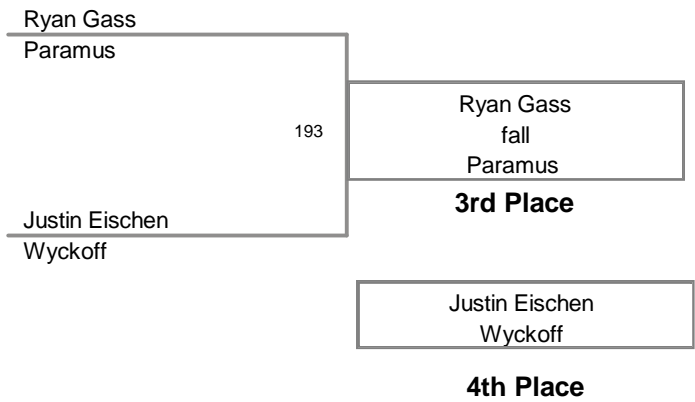 Ryan Gass
Paramus
193
Ryan Gass
fall
Paramus
3rd Place
Justin Eischen
Wyckoff
Justin Eischen
Wyckoff
4th Place